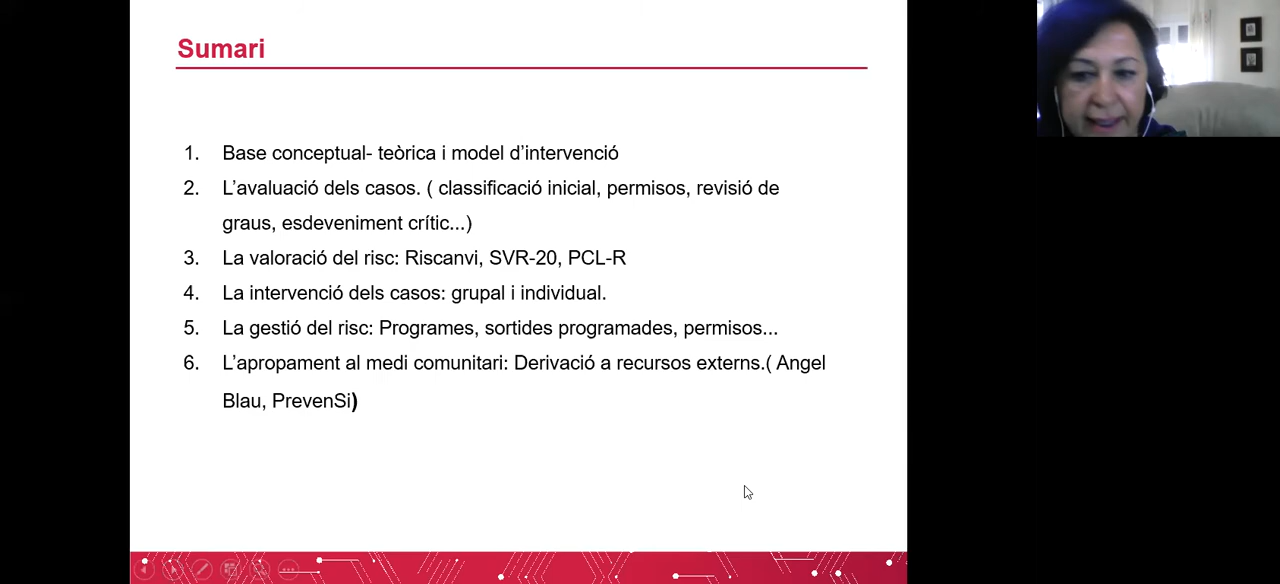 Sumari
1. Base conceptual- teòrica i model d’intervenció
2. L’avaluació dels casos. ( classificació inicial, permisos, revisió de
graus, esdeveniment crític...)
3. La valoració del risc: Riscanvi, SVR-20, PCL-R
4. La intervenció dels casos: grupal i individual.
5. La gestió del risc: Programes, sortides programades, permisos...
6. L’apropament al medi comunitari: Derivació a recursos externs.( Angel
Blau, PrevenSi)